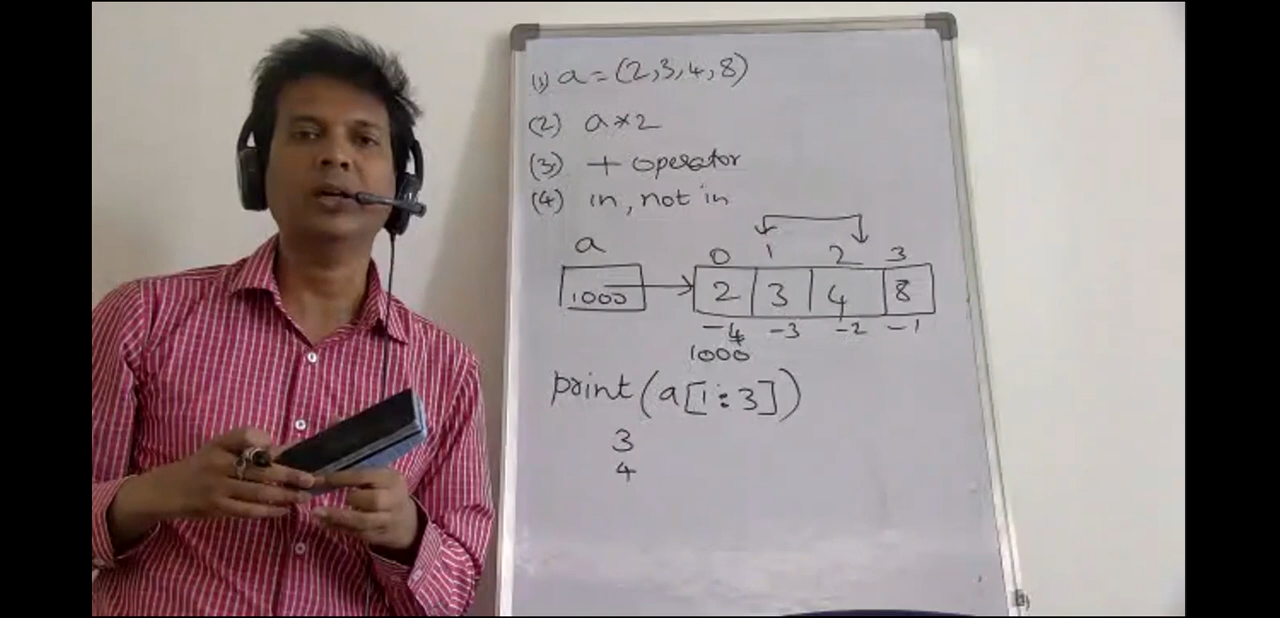 (1) a = (2,3,4,8)
(2) a*2
(3) + operator
(4) in, not in
a
0 1 2 3
1000 2 3 4 8
-4 -3 -2 -1
1000
print(a[1:3])
3
4